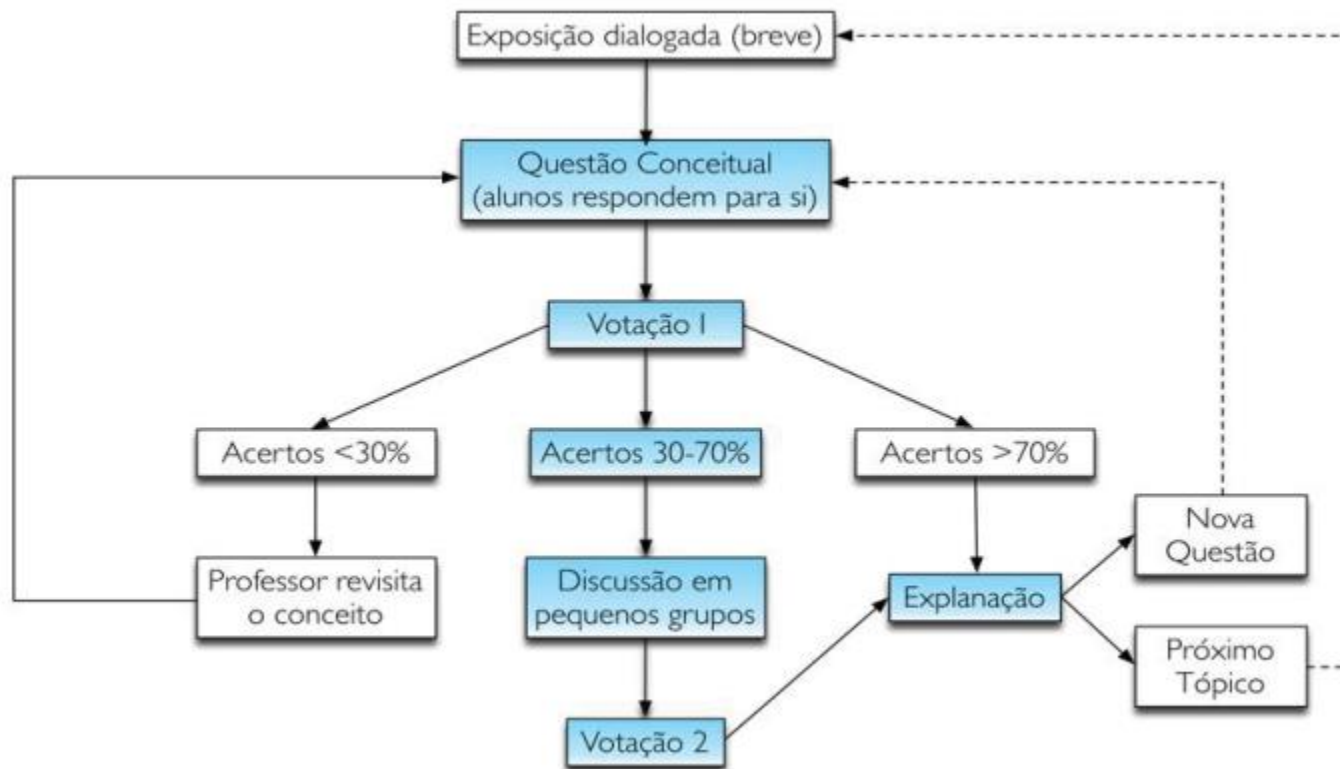 Exposição dialogada (breve)
Questão Conceitual
(alunos respondem para si)
Votação I
Acertos <30%
Acertos 30-70%
Acertos >70%
Professor revisita
o conceito
Discussão em
pequenos grupos
Explanação
Nova
Questão
Próximo
Tópico
Votação 2